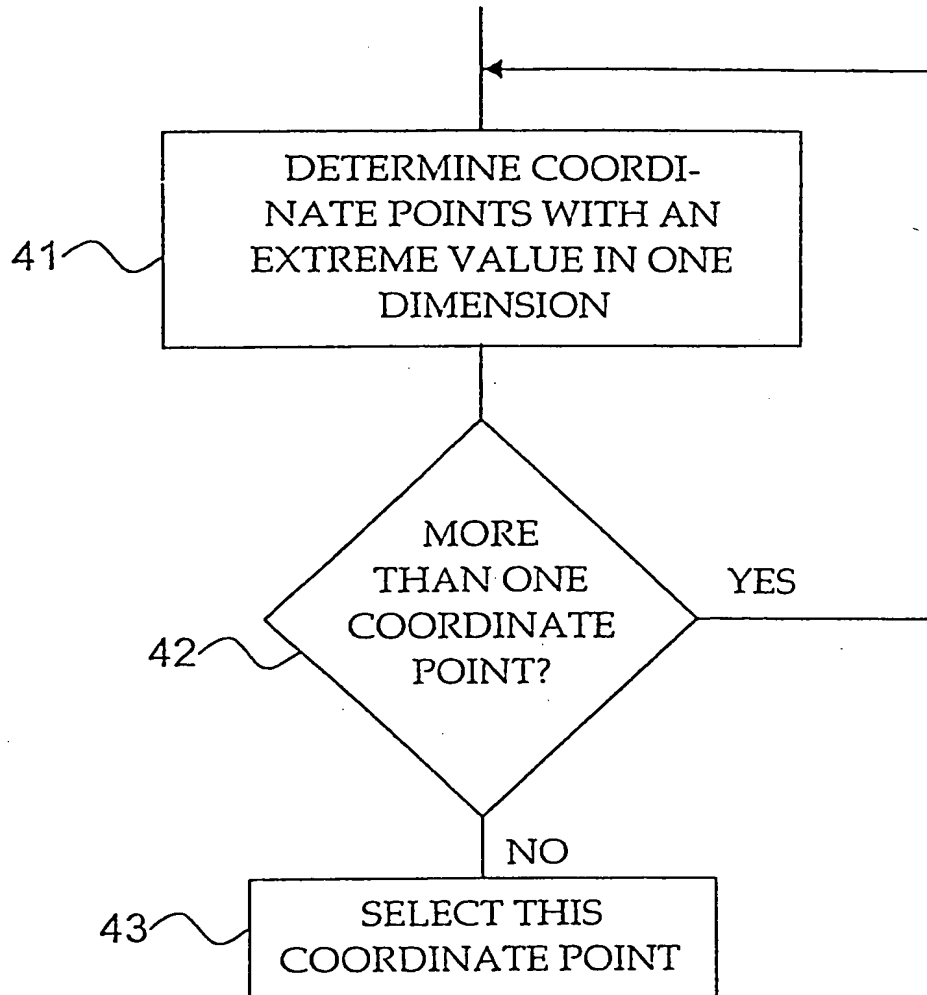 DETERMINE COORDI-
NATE POINTS WITH AN
EXTREME VALUE IN ONE
DIMENSION
41
MORE
THAN ONE
COORDINATE
POINT?
YES
42
NO
SELECT THIS
COORDINATE POINT
43